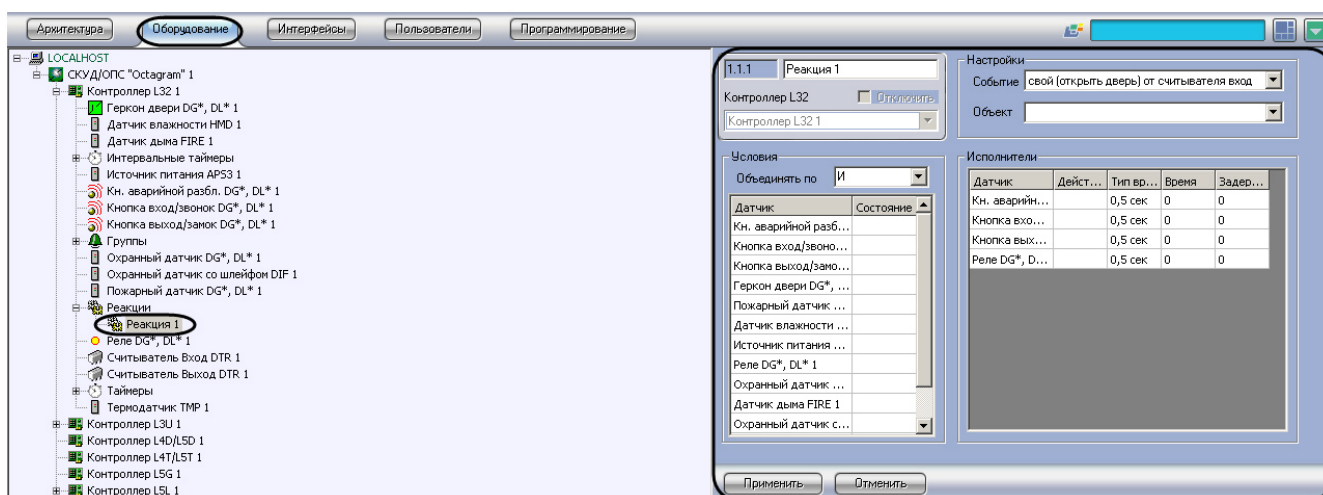 Архитектура Оборудование Интерфейсы Пользователи Программирование
LOCALHOST
СКУД/ОПС "Octagram" 1
Контроллер L32 1
Геркон двери DG*, DL* 1
Датчик влажности HMD 1
Датчик дыма FIRE 1
Интервальные таймеры
Источник питания APS3 1
Кн. аварийной разбл. DG*, DL* 1
Кнопка вход/звонок DG*, DL* 1
Кнопка выход/замок DG*, DL* 1
Группы
Охранный датчик DG*, DL* 1
Охранный датчик со шлейфом DIF 1
Пожарный датчик DG*, DL* 1
Реакции
Реакция 1
Реле DG*, DL* 1
Считыватель Вход DTR 1
Считыватель Выход DTR 1
Таймеры
Термодатчик TMP 1
Контроллер L3U 1
Контроллер L4D/L5D 1
Контроллер L4T/L5T 1
Контроллер L5G 1
Контроллер L5L 1
1.1.1 Реакция 1
Контроллер L32 Отключить
Контроллер L32 1
Настройки
Событие свой (открыть дверь) от считывателя вход
Объект
Условия
Объединять по И
Датчик Состояние
Кн. аварийной разб...
Кнопка вход/звоно...
Кнопка выход/замо...
Геркон двери DG*, ...
Пожарный датчик ...
Датчик влажности ...
Источник питания ...
Реле DG*, DL* 1
Охранный датчик ...
Датчик дыма FIRE 1
Охранный датчик с...
Исполнители
Датчик Дейст... Тип вр... Время Задер...
Кн. аварийн... 0,5 сек 0 0
Кнопка вхо... 0,5 сек 0 0
Кнопка вых... 0,5 сек 0 0
Реле DG*, D... 0,5 сек 0 0
Применить Отменить